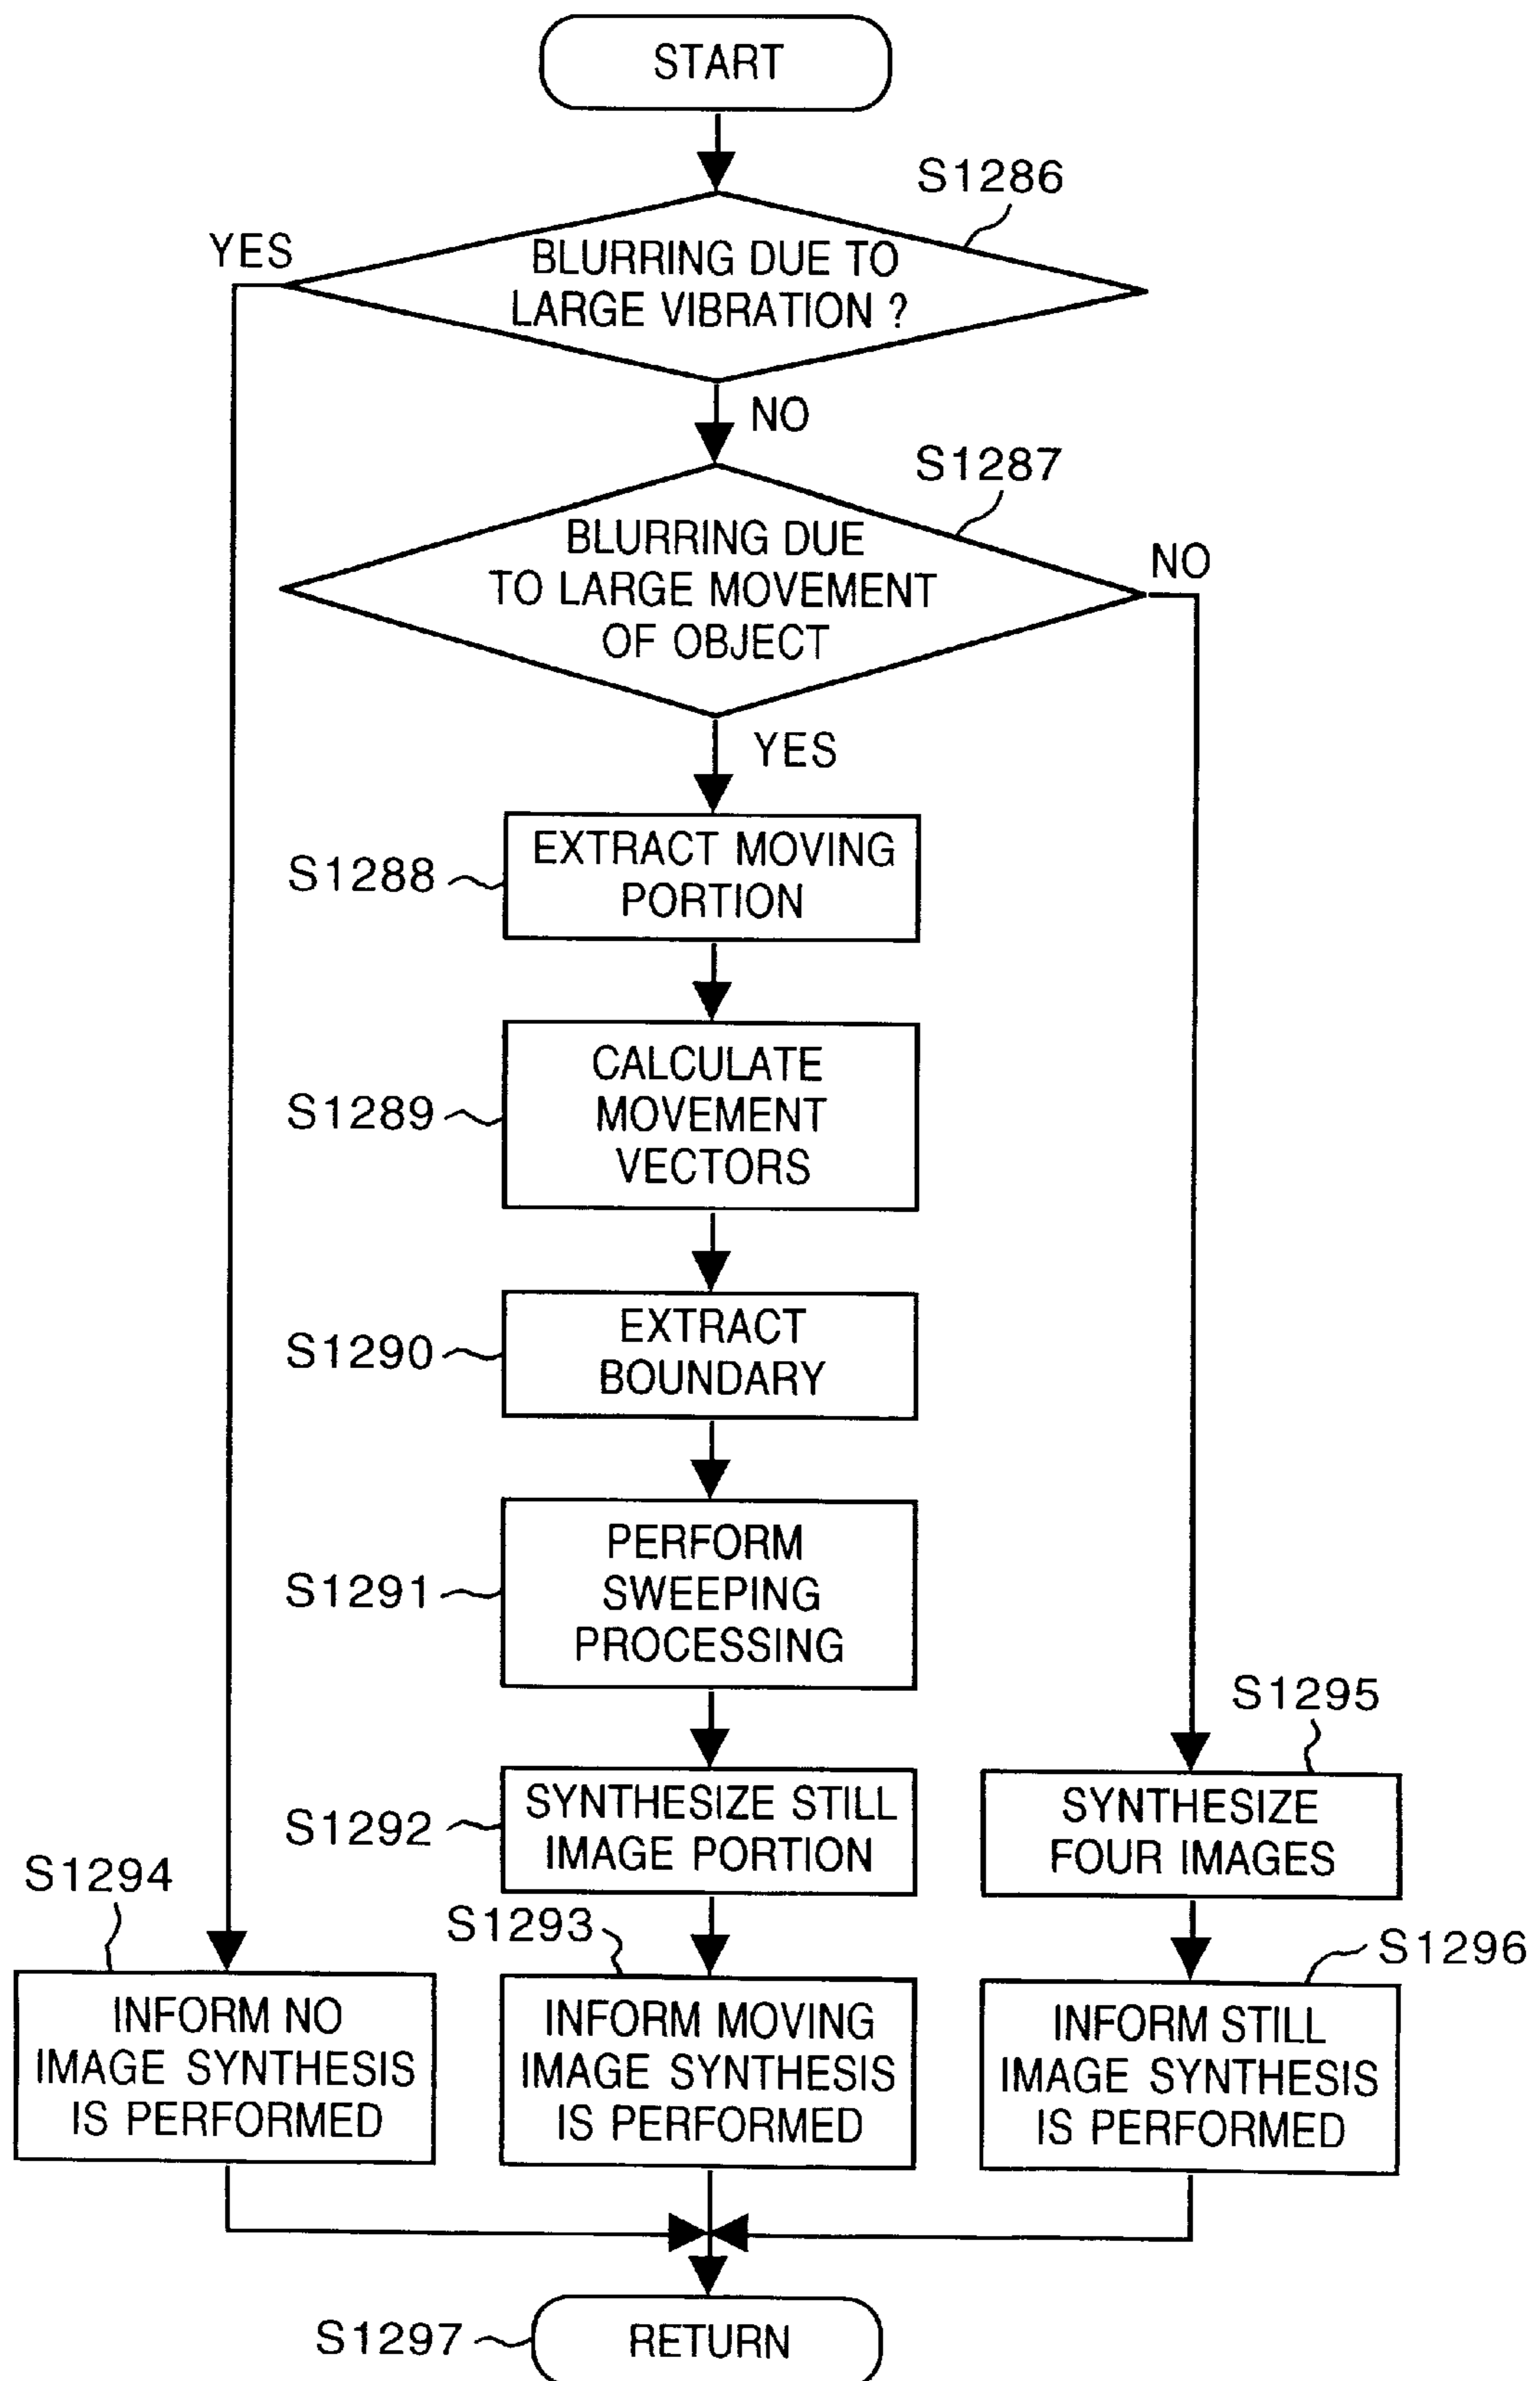 START
S1286
YES
BLURRING DUE TO
LARGE VIBRATION ?
NO
S1287
BLURRING DUE
TO LARGE MOVEMENT
OF OBJECT
NO
YES
S1288
EXTRACT MOVING
PORTION
S1289
CALCULATE
MOVEMENT
VECTORS
S1290
EXTRACT
BOUNDARY
S1291
PERFORM
SWEEPING
PROCESSING
S1292
SYNTHESIZE STILL
IMAGE PORTION
S1295
SYNTHESIZE
FOUR IMAGES
S1294
INFORM NO
IMAGE SYNTHESIS
IS PERFORMED
S1293
INFORM MOVING
IMAGE SYNTHESIS
IS PERFORMED
S1296
INFORM STILL
IMAGE SYNTHESIS
IS PERFORMED
S1297
RETURN